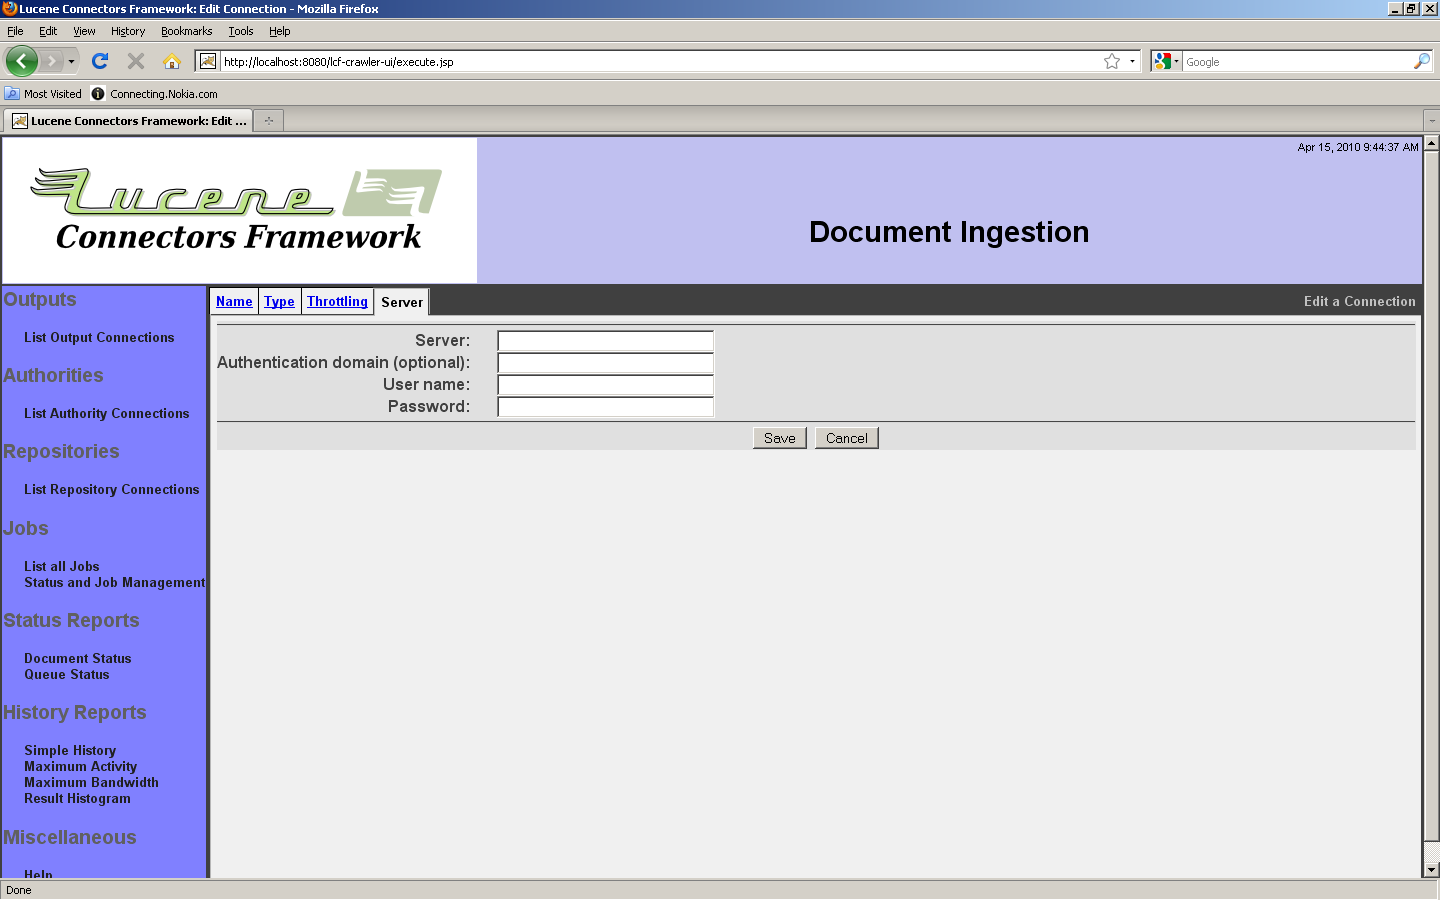 Lucene Connectors Framework: Edit Connection - Mozilla Firefox
File Edit View History Bookmarks Tools Help
http://localhost:8080/lcf-crawler-ui/execute.jsp
Google
Most Visited Connecting.Nokia.com
Lucene Connectors Framework: Edit ...
Apr 15, 2010 9:44:37 AM
Lucene
Connectors Framework
Document Ingestion
Outputs
List Output Connections
Authorities
List Authority Connections
Repositories
List Repository Connections
Jobs
List all Jobs
Status and Job Management
Status Reports
Document Status
Queue Status
History Reports
Simple History
Maximum Activity
Maximum Bandwidth
Result Histogram
Miscellaneous
Help
Name Type Throttling Server
Edit a Connection
Server:
Authentication domain (optional):
User name:
Password:
Save Cancel
Done